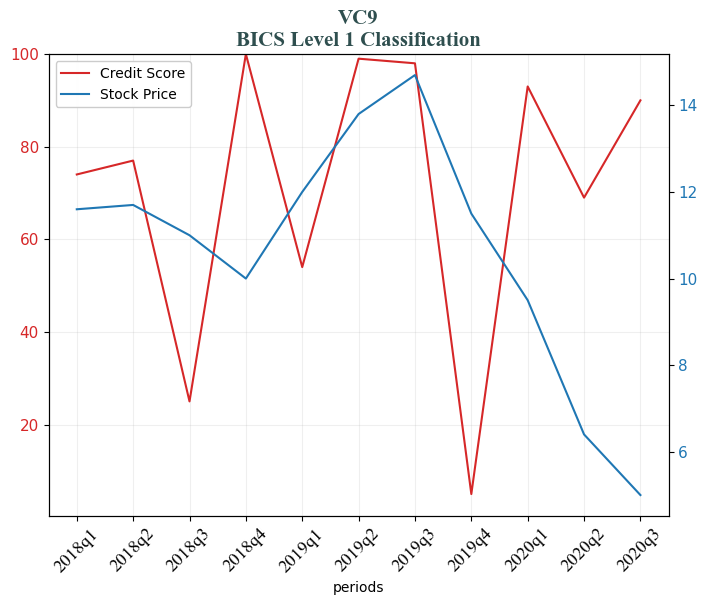 VC9
BICS Level 1 Classification
Credit Score
Stock Price
100
80
60
40
20
14
12
10
8
6
2018q1
2018q2
2018q3
2018q4
2019q1
2019q2
2019q3
2019q4
2020q1
2020q2
2020q3
periods